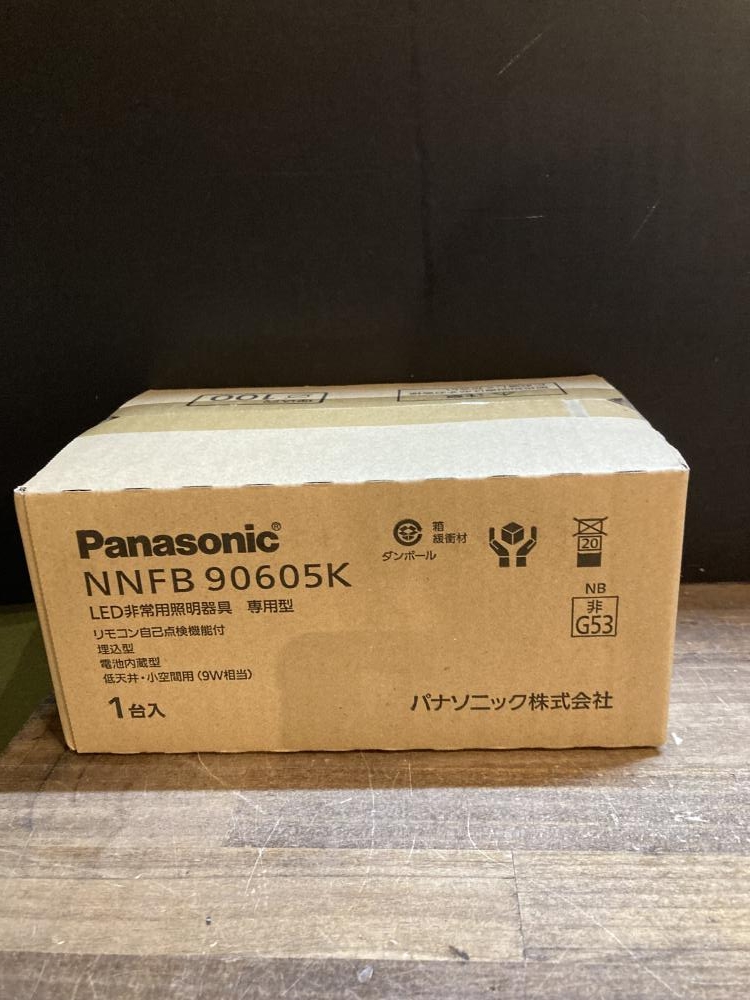 100
Panasonic®
NNFB 90605K
LED非常用照明器具 専用型
リモコン自己点検機能付
埋込型
電池内蔵型
低天井・小空間用（9W相当）
1台入
ダンボール
箱
緩衝材
20
NB
非
G53
パナソニック株式会社